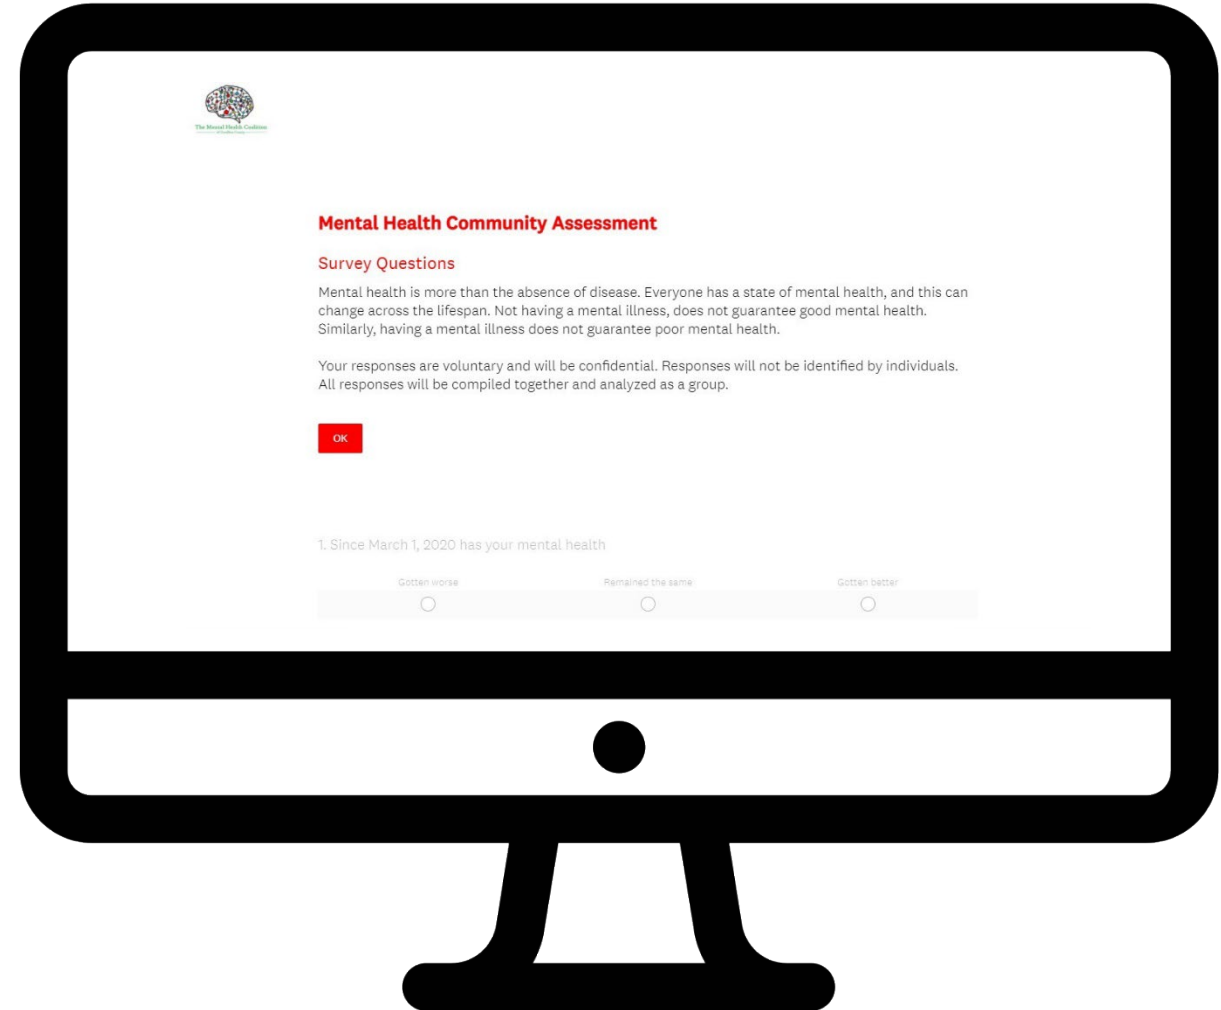 The Mental Health Coalition
Mental Health Community Assessment
Survey Questions
Mental health is more than the absence of disease. Everyone has a state of mental health, and this can
change across the lifespan. Not having a mental illness, does not guarantee good mental health.
Similarly, having a mental illness does not guarantee poor mental health.
Your responses are voluntary and will be confidential. Responses will not be identified by individuals.
All responses will be compiled together and analyzed as a group.
OK
1. Since March 1, 2020 has your mental health
Gotten worse Remained the same Gotten better